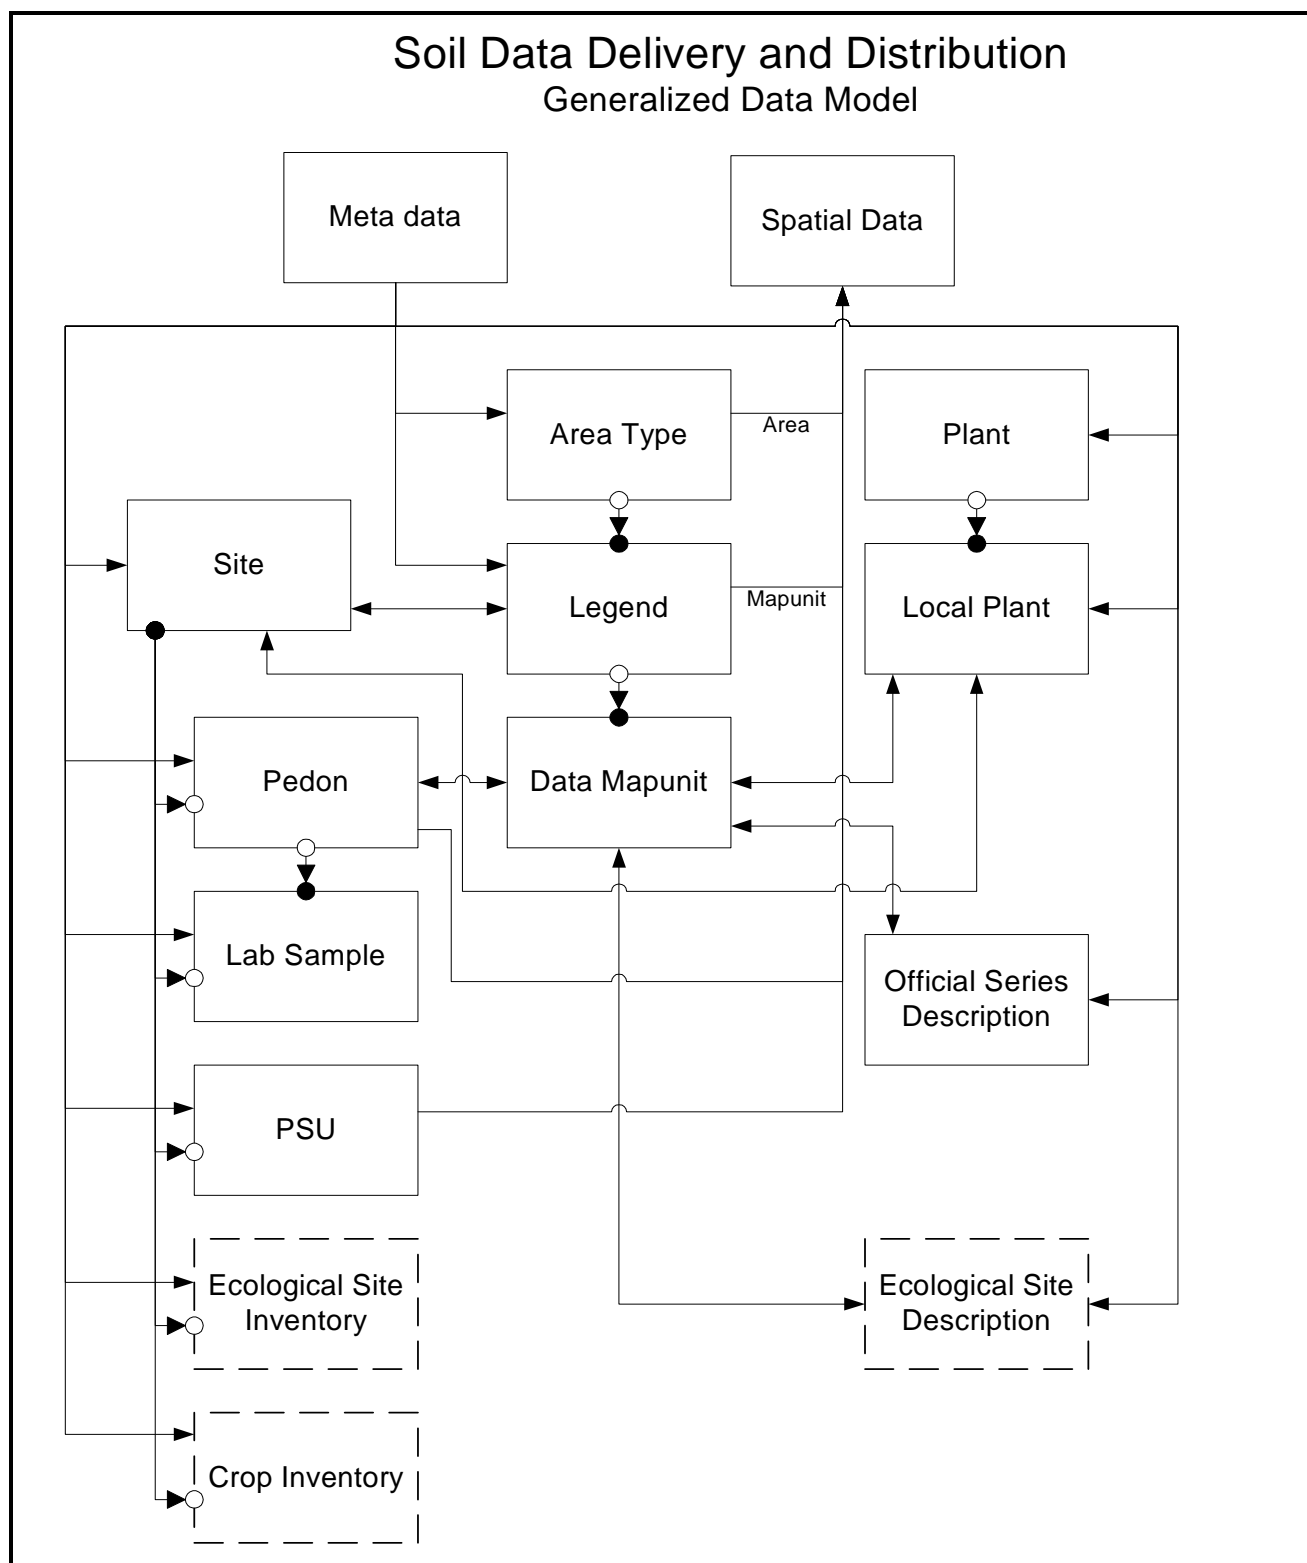 Soil Data Delivery and Distribution
Generalized Data Model
Meta data
Spatial Data
Area Type
Area
Plant
Site
Legend
Mapunit
Local Plant
Pedon
Data Mapunit
Lab Sample
Official Series
Description
PSU
Ecological Site
Inventory
Ecological Site
Description
Crop Inventory